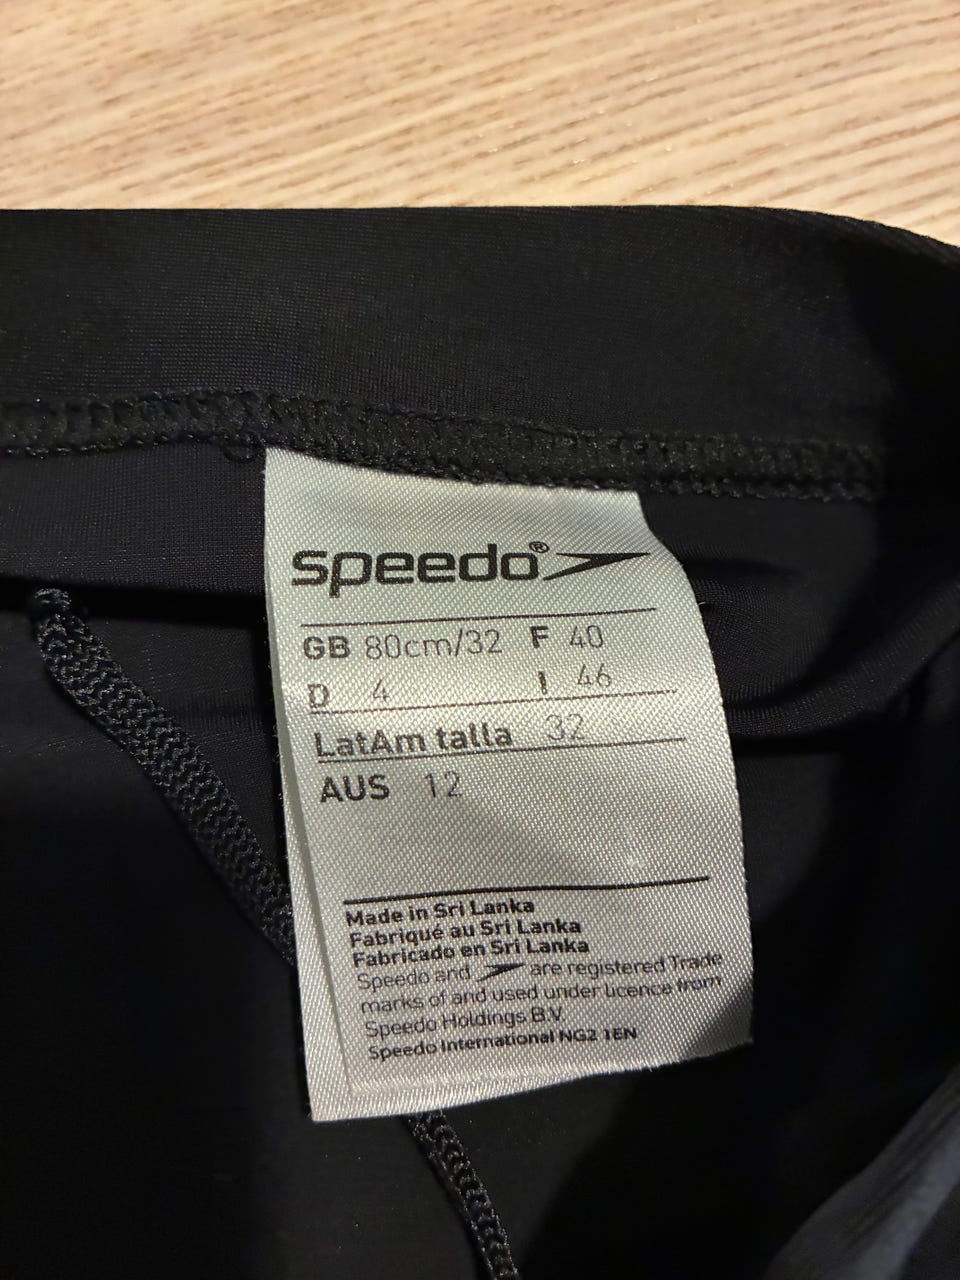 speedo®
GB 80cm/32 F 40
D 4 I 46
LatAm talla 32
AUS 12
Made in Sri Lanka
Fabriqué au Sri Lanka
Fabricado en Sri Lanka
Speedo and are registered Trade
marks of and used under licence from
Speedo Holdings B.V.
Speedo International NG2 1EN